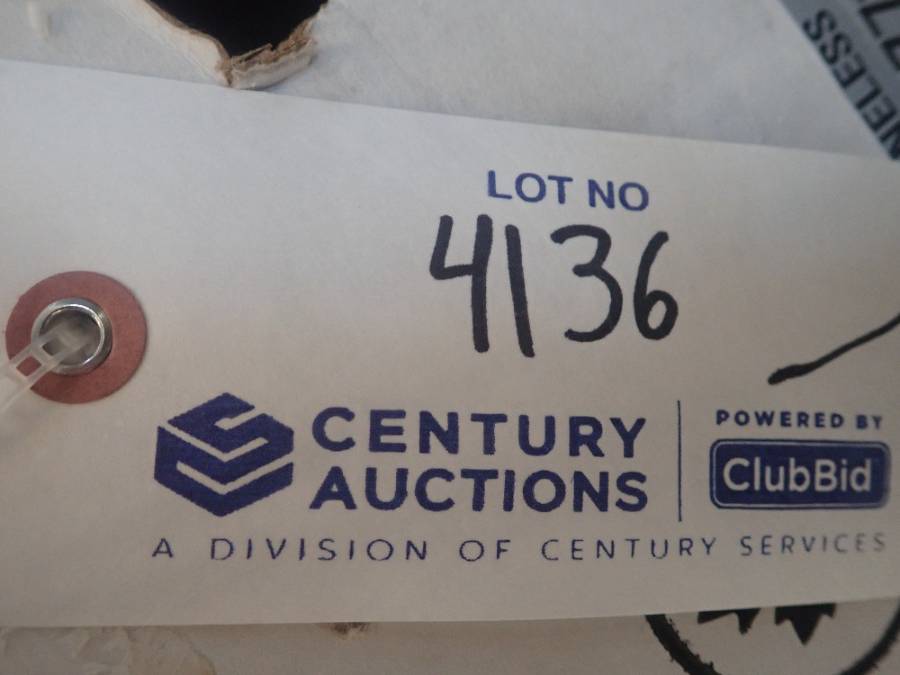 LOT NO
4136
CENTURY
AUCTIONS
POWERED BY
ClubBid
A DIVISION OF CENTURY SERVICES